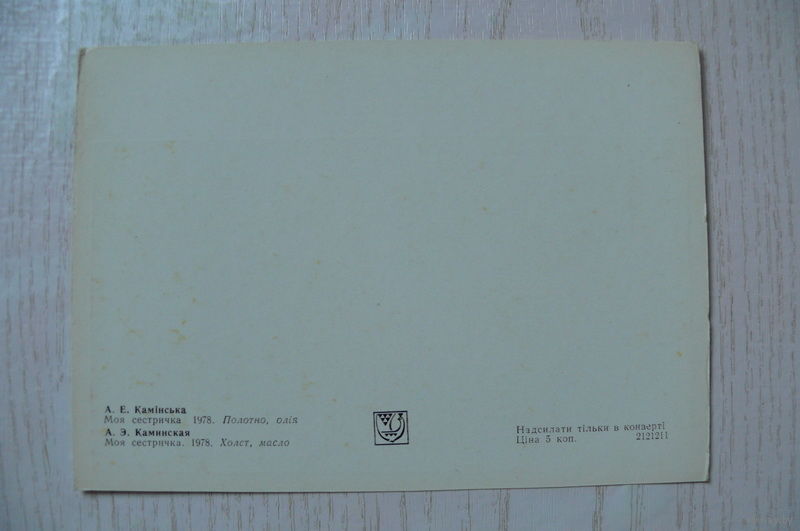 А. Е. Камінська
Моя сестричка 1978. Полотно, олія
А. Э. Каминская
Моя сестричка. 1978. Холст, масло
Надсилати тільки в конверті
Ціна 5 коп. 2121211